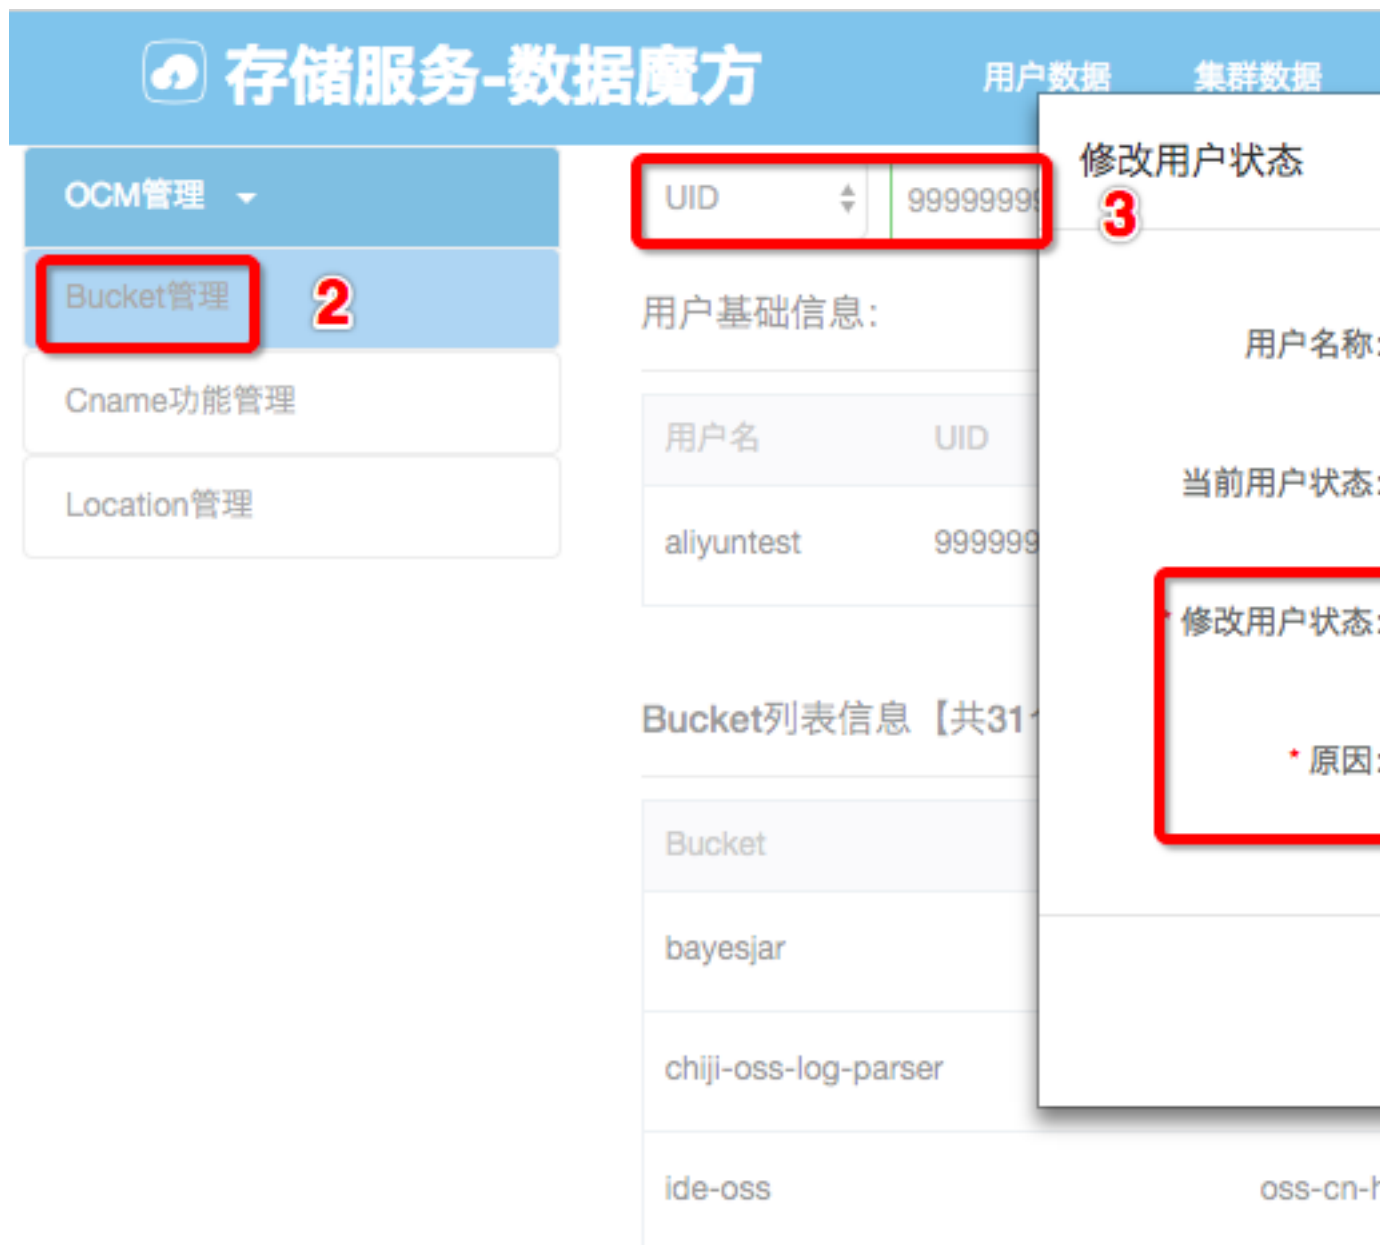 存储服务-数据魔方
用户数据 集群数据
OCM管理
Bucket管理
2
Cname功能管理
Location管理
UID 99999999
3
用户基础信息:
用户名 UID
aliyuntest 999999
Bucket列表信息【共31
Bucket
bayesjar
chiji-oss-log-parser
ide-oss oss-cn-h
修改用户状态
用户名称:
当前用户状态:
* 修改用户状态:
* 原因: